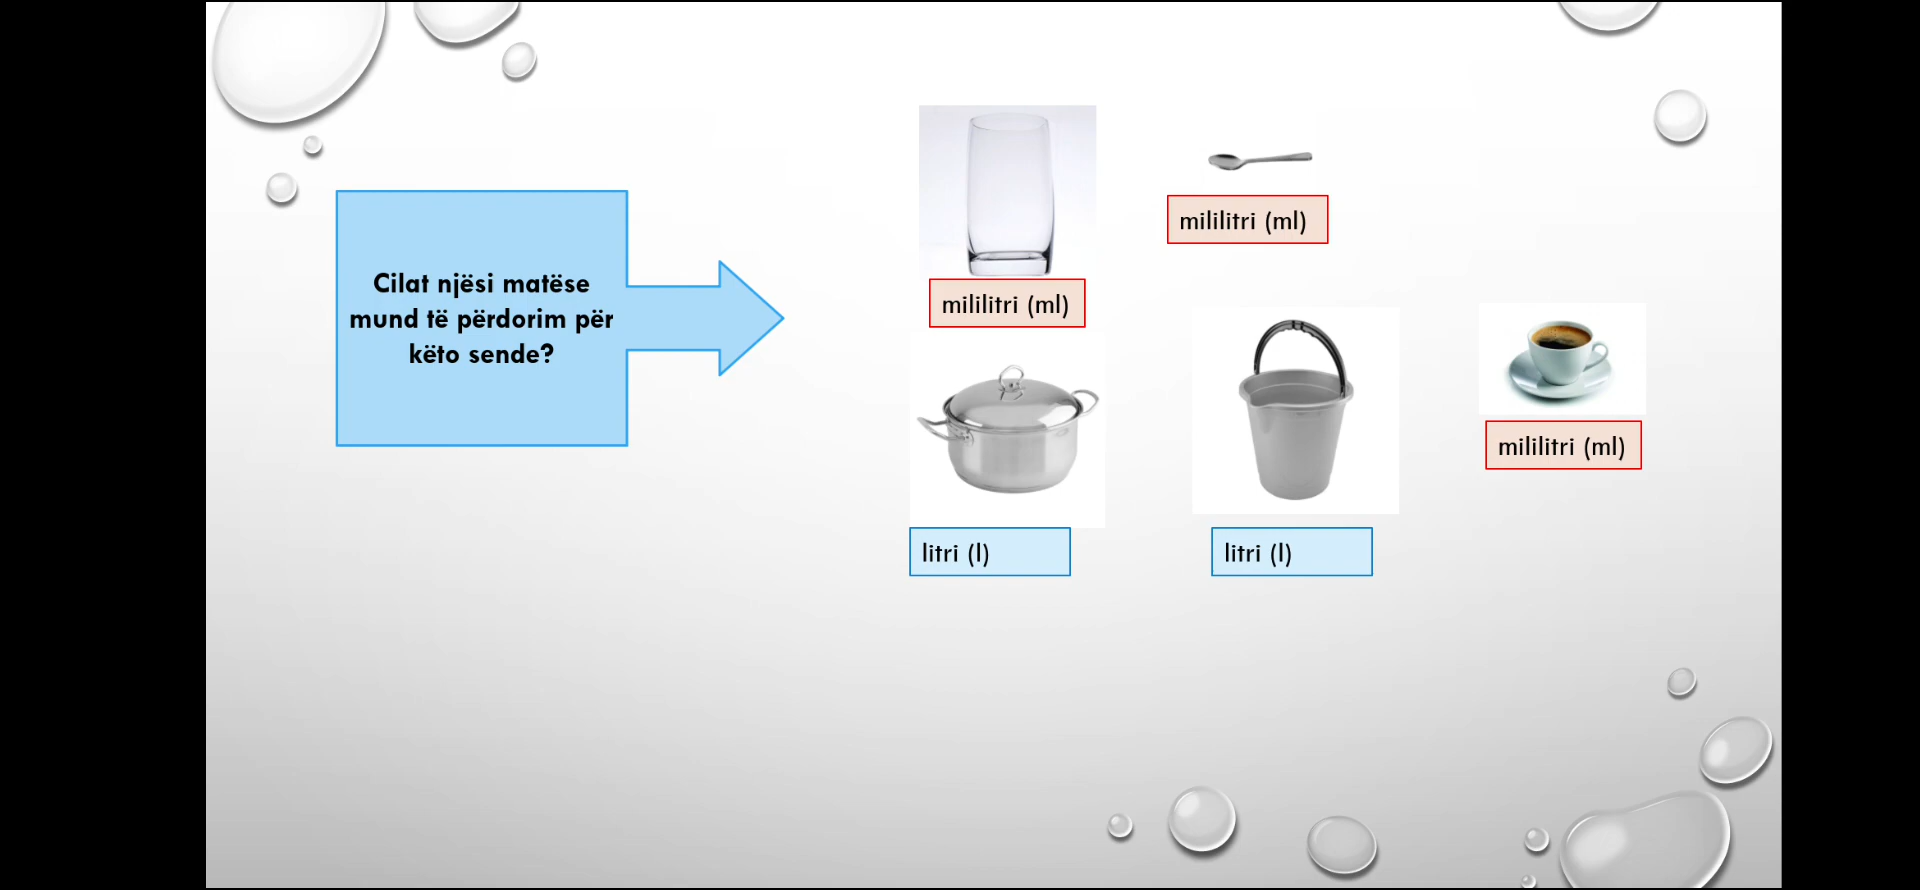 Cilat njësi matëse
mund të përdorim për
këto sende?
mililitri (ml)
mililitri (ml)
mililitri (ml)
litri (l)
litri (l)